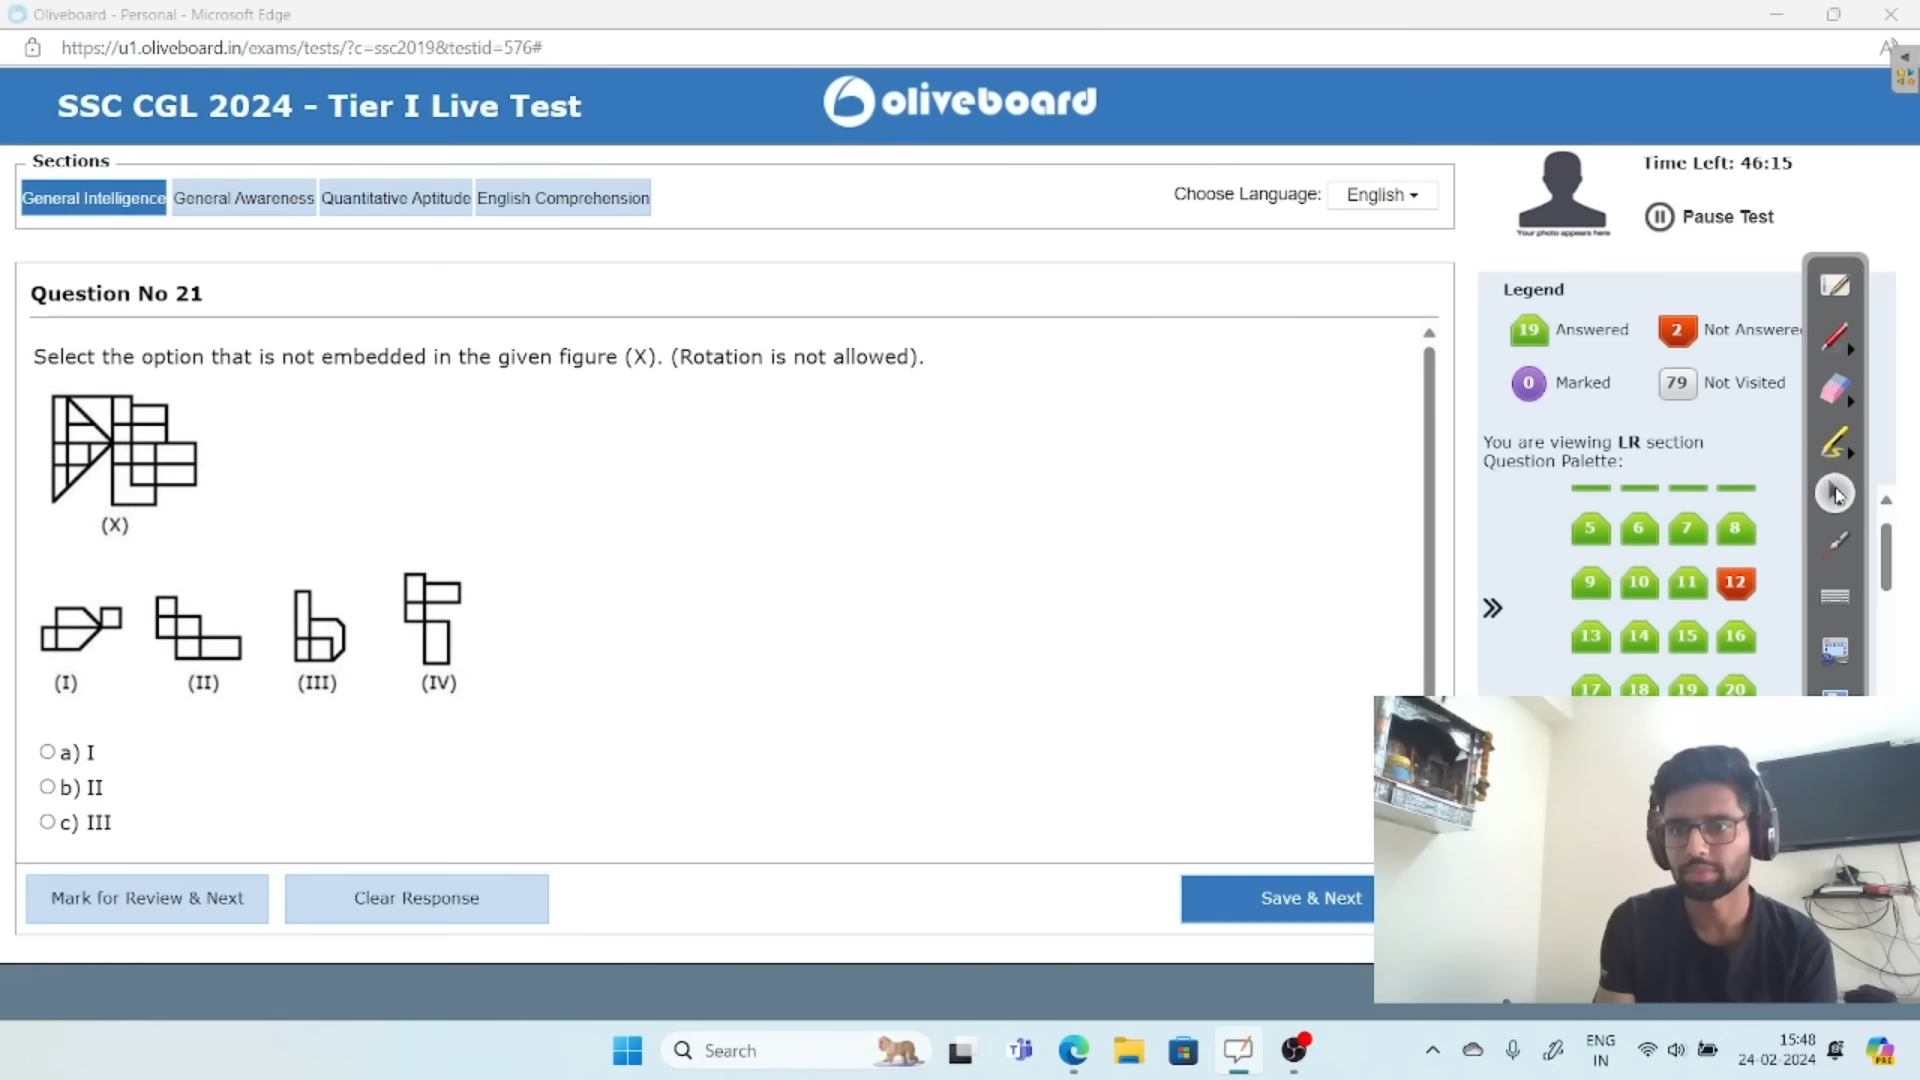 Oliveboard - Personal - Microsoft Edge
https://u1.oliveboard.in/exams/tests/?c=ssc2019&testid=576#
SSC CGL 2024 - Tier I Live Test
oliveboard
Sections
General Intelligence General Awareness Quantitative Aptitude English Comprehension
Choose Language: English
Your photo appears here
Time Left: 46:15
Pause Test
Question No 21
Select the option that is not embedded in the given figure (X). (Rotation is not allowed).
(X)
(I) (II) (III) (IV)
a) I
b) II
c) III
Mark for Review & Next
Clear Response
Save & Next
Legend
19 Answered 2 Not Answere
0 Marked 79 Not Visited
You are viewing LR section
Question Palette:
5 6 7 8
9 10 11 12
13 14 15 16
17 18 19 20
Search
ENG
IN
15:48
24-02-2024
PRE